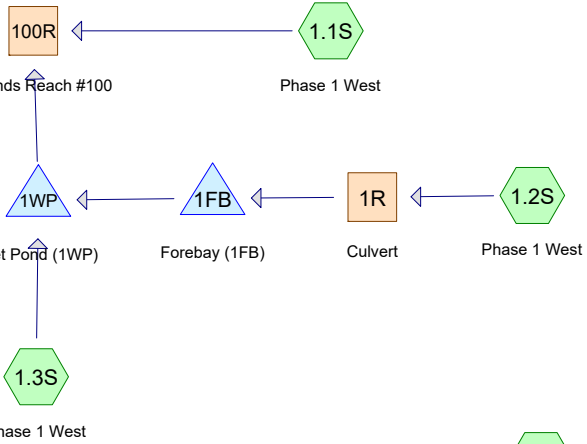 100R
1.1S
nds Reach #100
Phase 1 West
1WP
1FB
1R
1.2S
t Pond (1WP)
Forebay (1FB)
Culvert
Phase 1 West
1.3S
ase 1 West